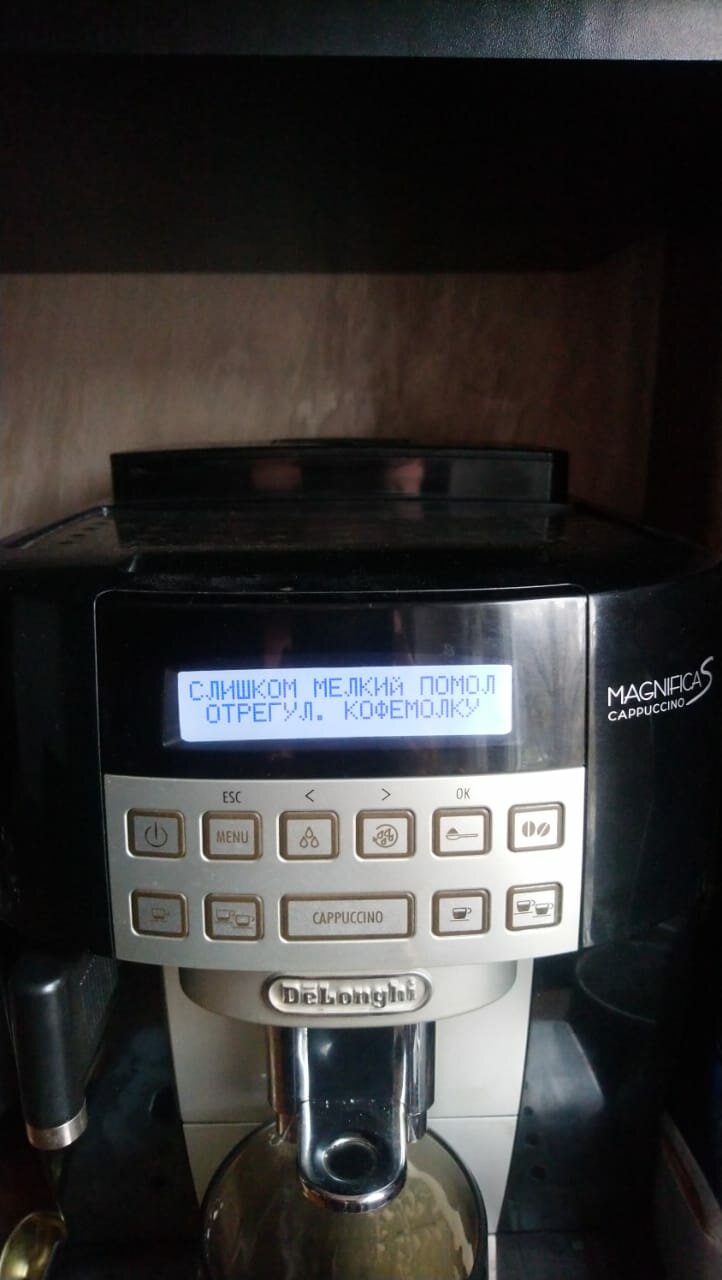 СЛИШКОМ МЕЛКИЙ ПОМОЛ
ОТРЕГУЛ. КОФЕМОЛКУ
MAGNIFICA S
CAPPUCCINO
ESC < > OK
MENU
CAPPUCCINO
DeLonghi